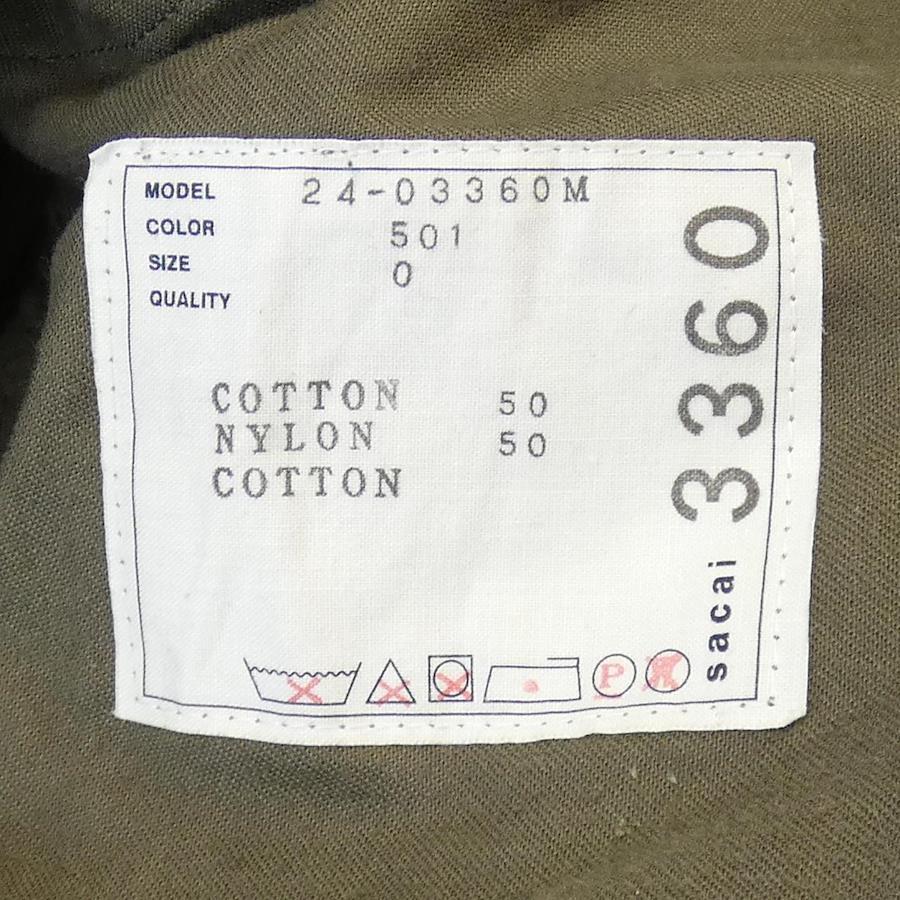 MODEL 24-03360M
COLOR 501
SIZE 0
QUALITY
COTTON 50
NYLON 50
COTTON
P
sacai 3360